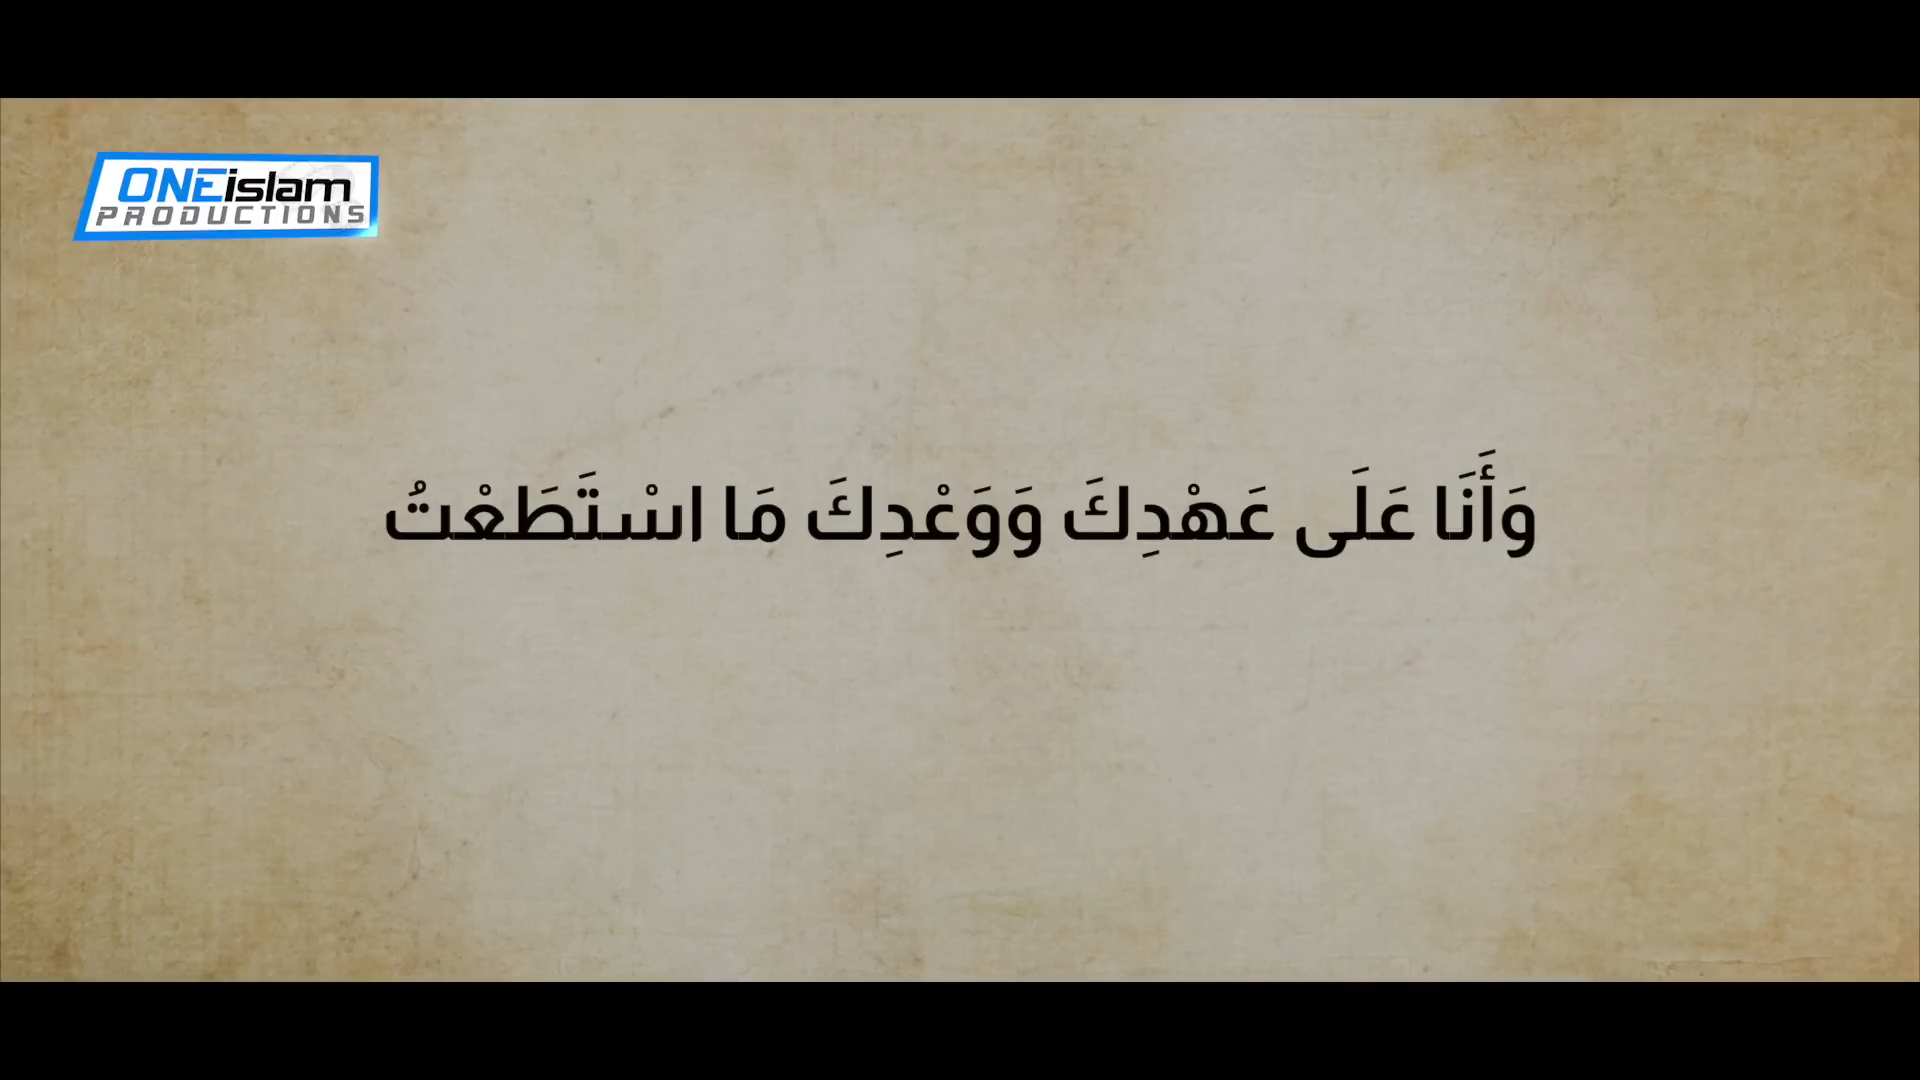 ONEislam
PRODUCTIONS
وَأَنَا عَلَى عَهْدِكَ وَوَعْدِكَ مَا اسْتَطَعْتُ